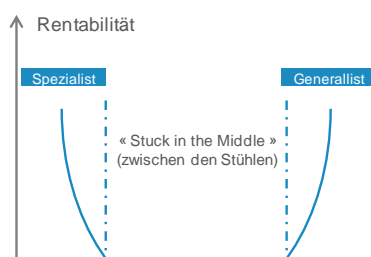 Rentabilität
Spezialist
Generallist
« Stuck in the Middle »
(zwischen den Stühlen)